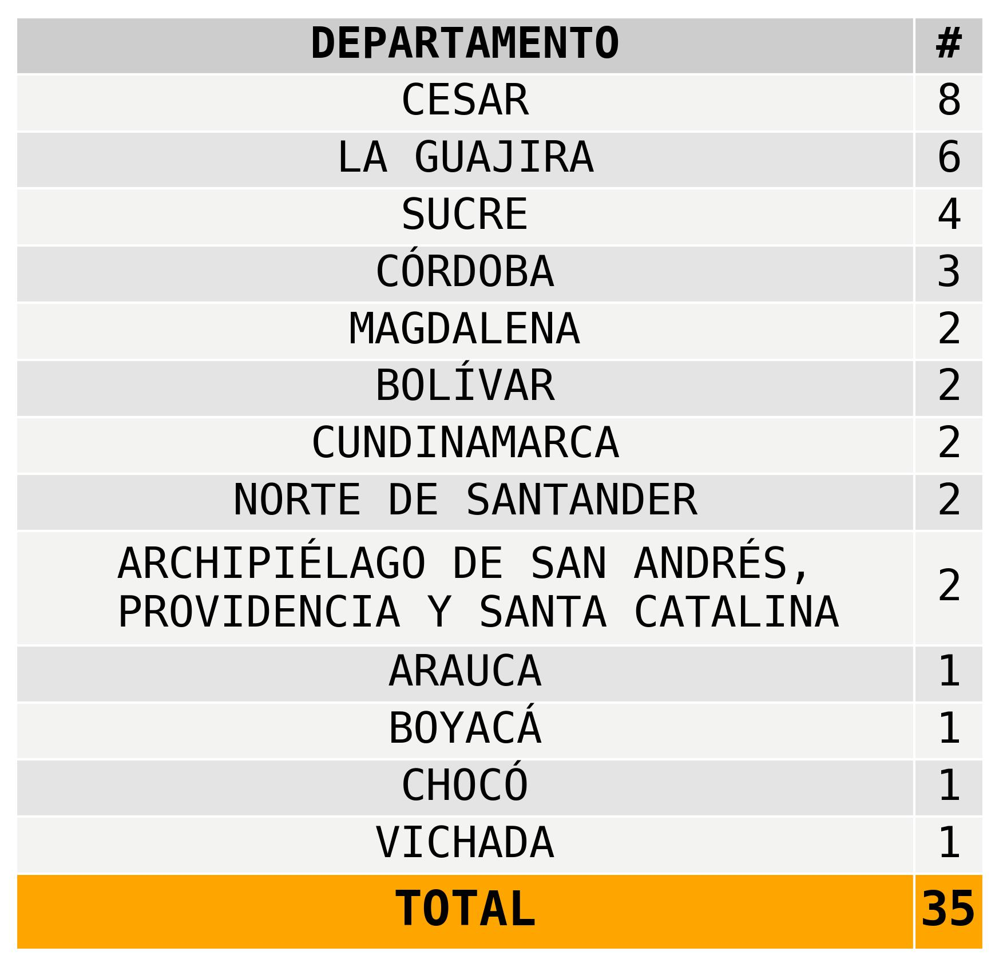 DEPARTAMENTO #
CESAR 8
LA GUAJIRA 6
SUCRE 4
CÓRDOBA 3
MAGDALENA 2
BOLÍVAR 2
CUNDINAMARCA 2
NORTE DE SANTANDER 2
ARCHIPIÉLAGO DE SAN ANDRÉS,
PROVIDENCIA Y SANTA CATALINA 2
ARAUCA 1
BOYACÁ 1
CHOCÓ 1
VICHADA 1
TOTAL 35